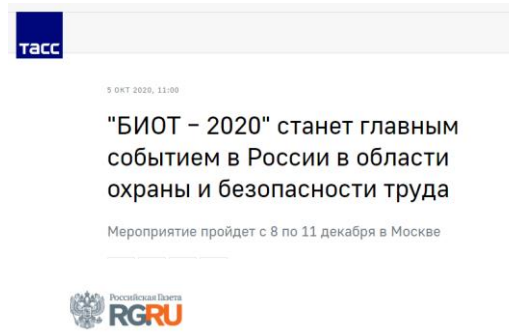 ТАСС
5 ОКТ 2020, 11:00
"БИОТ – 2020" станет главным
событием в России в области
охраны и безопасности труда
Мероприятие пройдет с 8 по 11 декабря в Москве
Российская Газета
RGRU